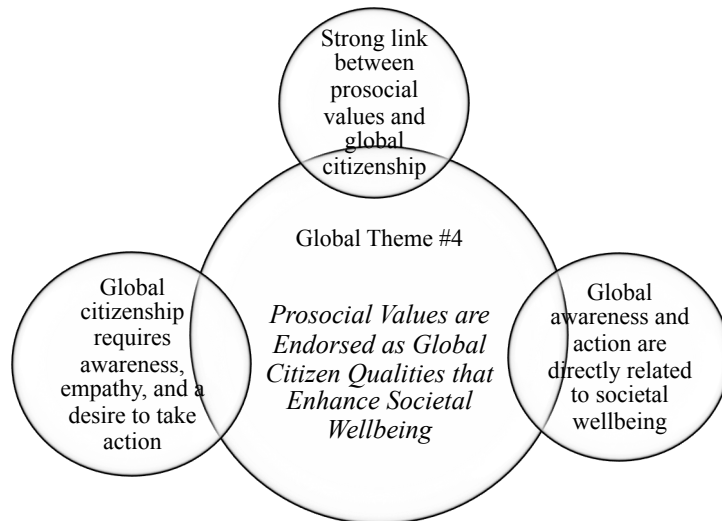 Strong link
between
prosocial
values and
global
citizenship
Global Theme #4
Prosocial Values are
Endorsed as Global
Citizen Qualities that
Enhance Societal
Wellbeing
Global
citizenship
requires
awareness,
empathy, and a
desire to take
action
Global
awareness and
action are
directly related
to societal
wellbeing